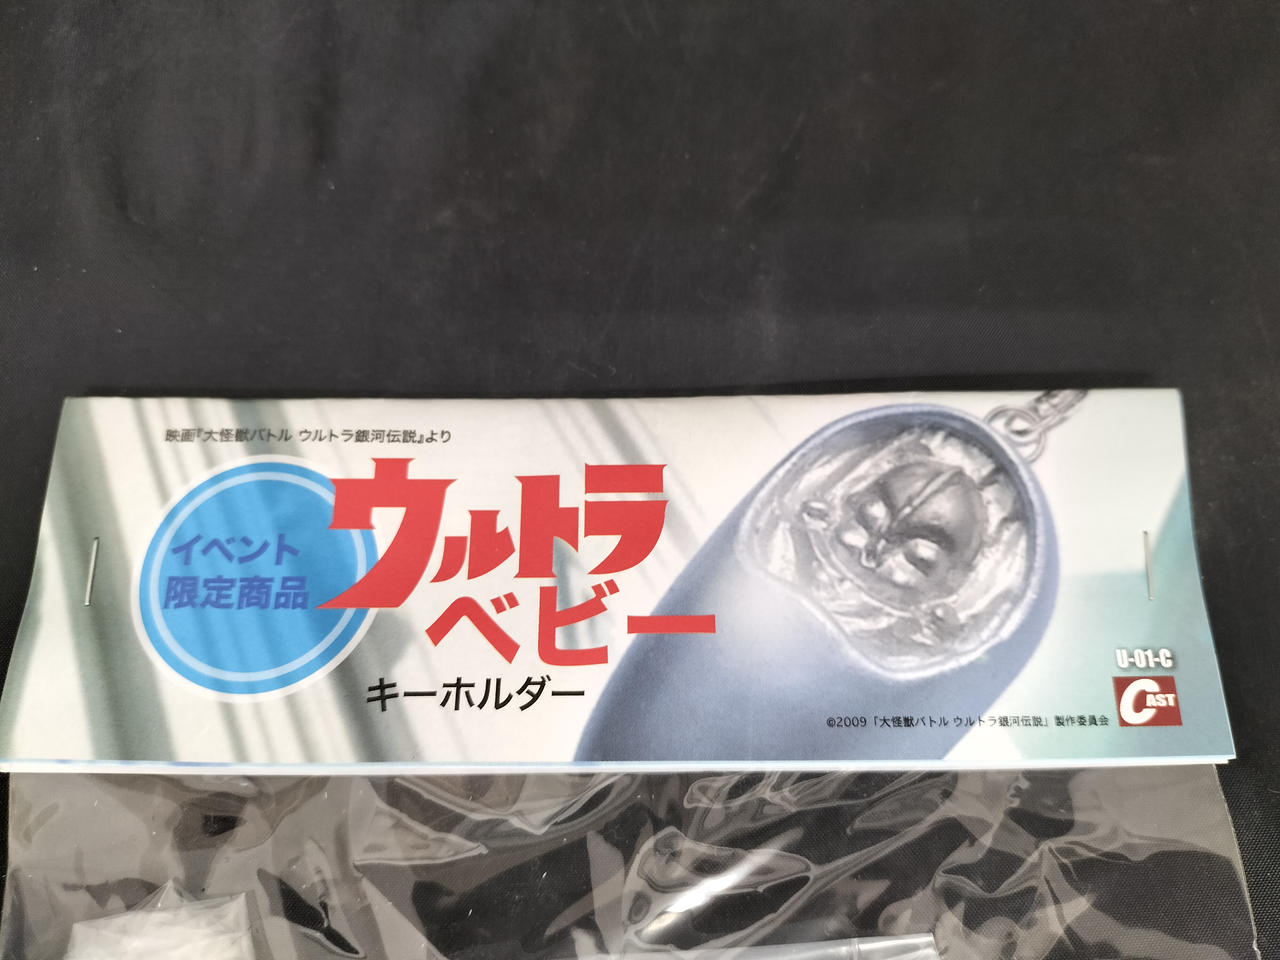 映画『大怪獣バトル ウルトラ銀河伝説』より
イベント
限定商品
ウルトラ
ベビー
キーホルダー
U-01-C
CAST
©2009「大怪獣バトル ウルトラ銀河伝説」製作委員会